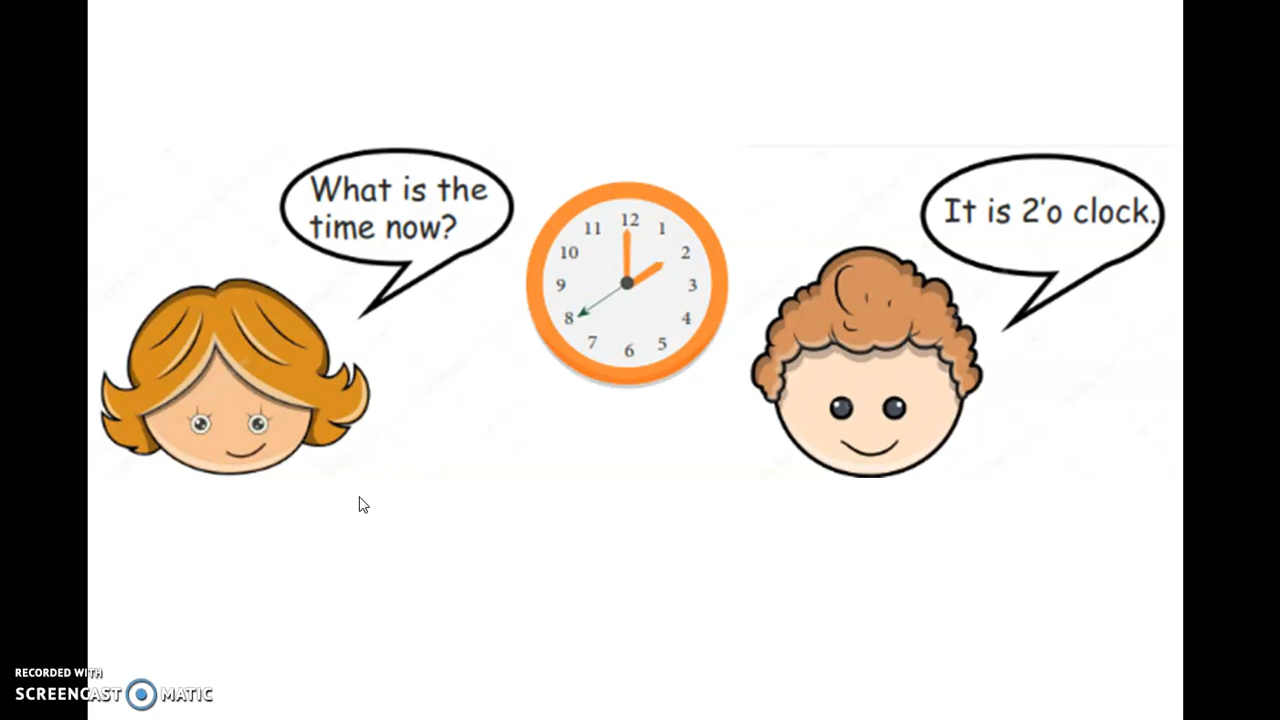 What is the
time now?
It is 2'o clock.
12
11
1
10
2
9
3
8
4
7
5
6
RECORDED WITH
SCREENCAST MATIC